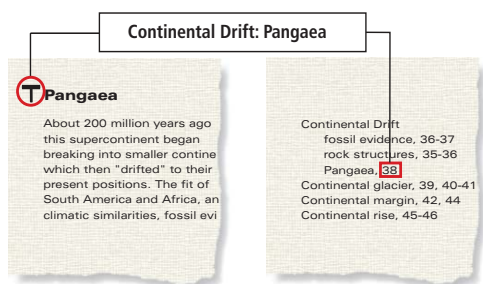 Continental Drift: Pangaea
T Pangaea
About 200 million years ago
this supercontinent began
breaking into smaller contine
which then "drifted" to their
present positions. The fit of
South America and Africa, an
climatic similarities, fossil evi
Continental Drift
fossil evidence, 36-37
rock structures, 35-36
Pangaea, 38
Continental glacier, 39, 40-41
Continental margin, 42, 44
Continental rise, 45-46